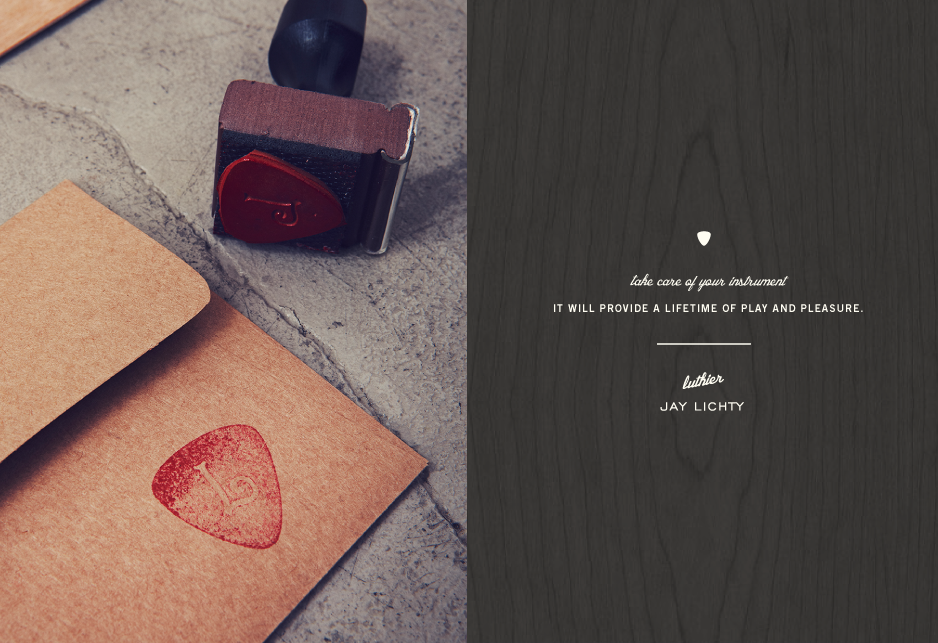 L
L
take care of your instrument
IT WILL PROVIDE A LIFETIME OF PLAY AND PLEASURE.
luthier
JAY LICHTY